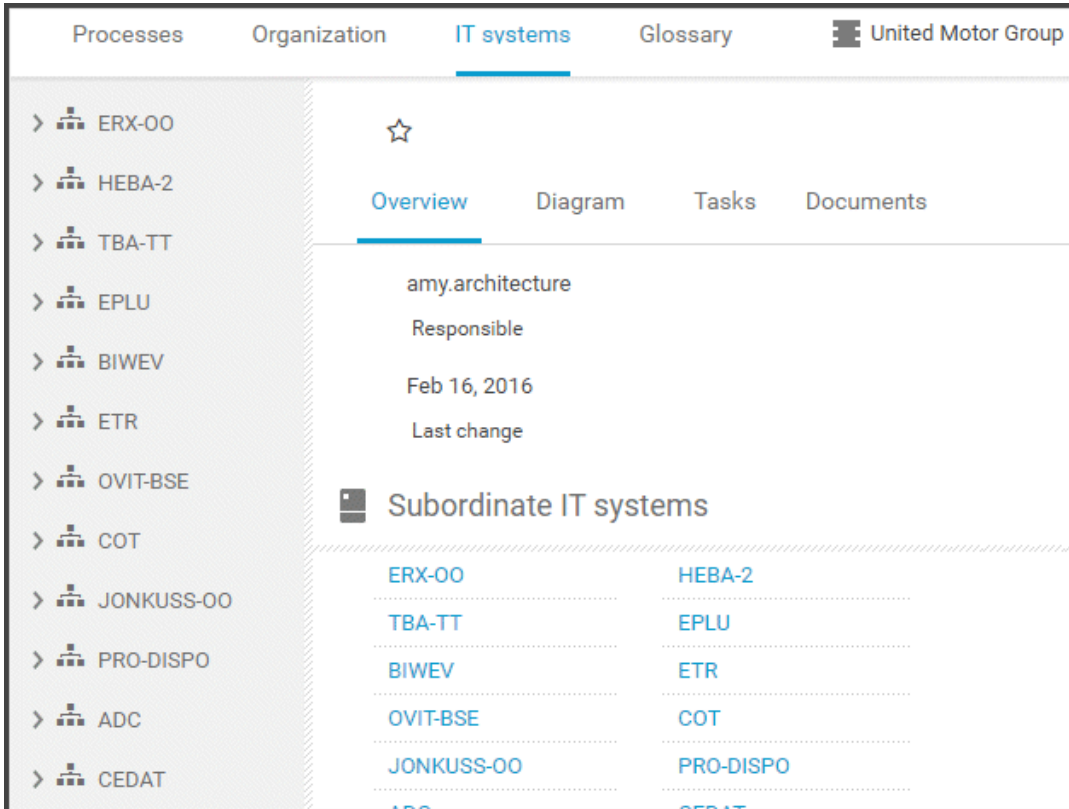 Processes Organization IT systems Glossary United Motor Group
ERX-OO
HEBA-2
TBA-TT
EPLU
BIWEV
ETR
OVIT-BSE
COT
JONKUSS-OO
PRO-DISPO
ADC
CEDAT
Overview Diagram Tasks Documents
amy.architecture
Responsible
Feb 16, 2016
Last change
Subordinate IT systems
ERX-OO HEBA-2
TBA-TT EPLU
BIWEV ETR
OVIT-BSE COT
JONKUSS-OO PRO-DISPO
ADC CEDAT